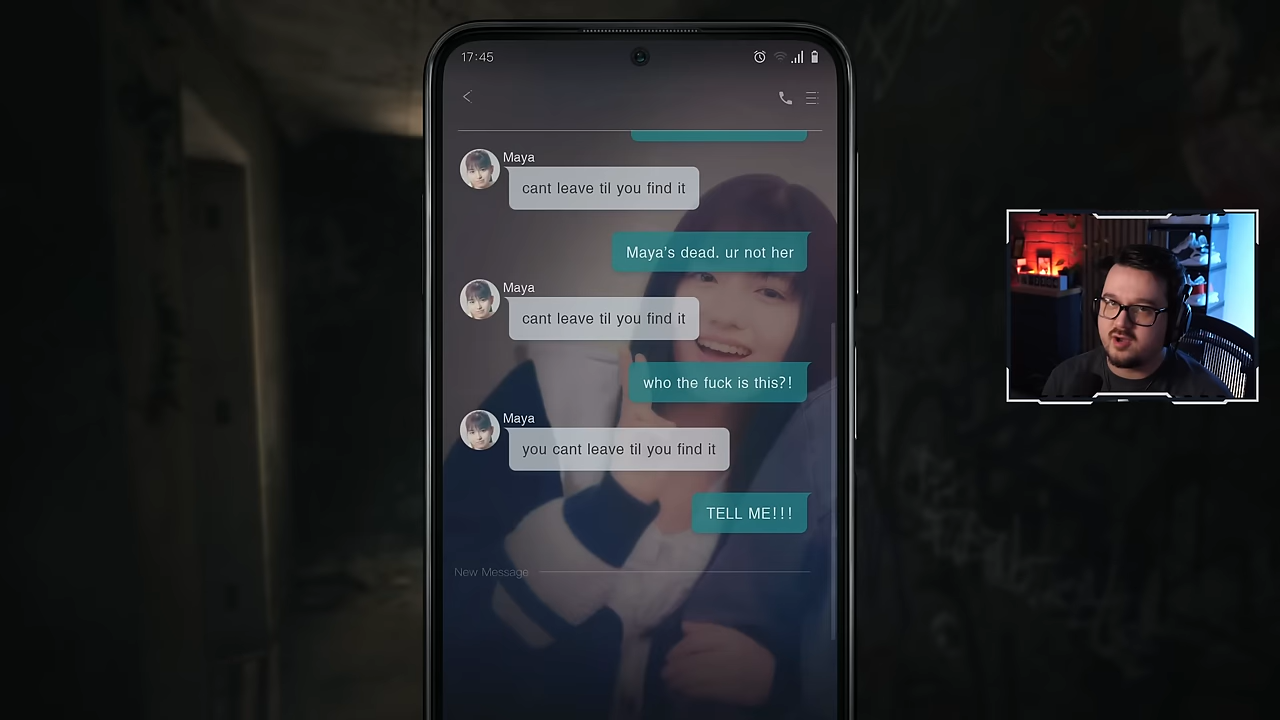 17:45
Maya
cant leave til you find it
Maya's dead. ur not her
Maya
cant leave til you find it
who the fuck is this?!
Maya
you cant leave til you find it
TELL ME!!!
New Message